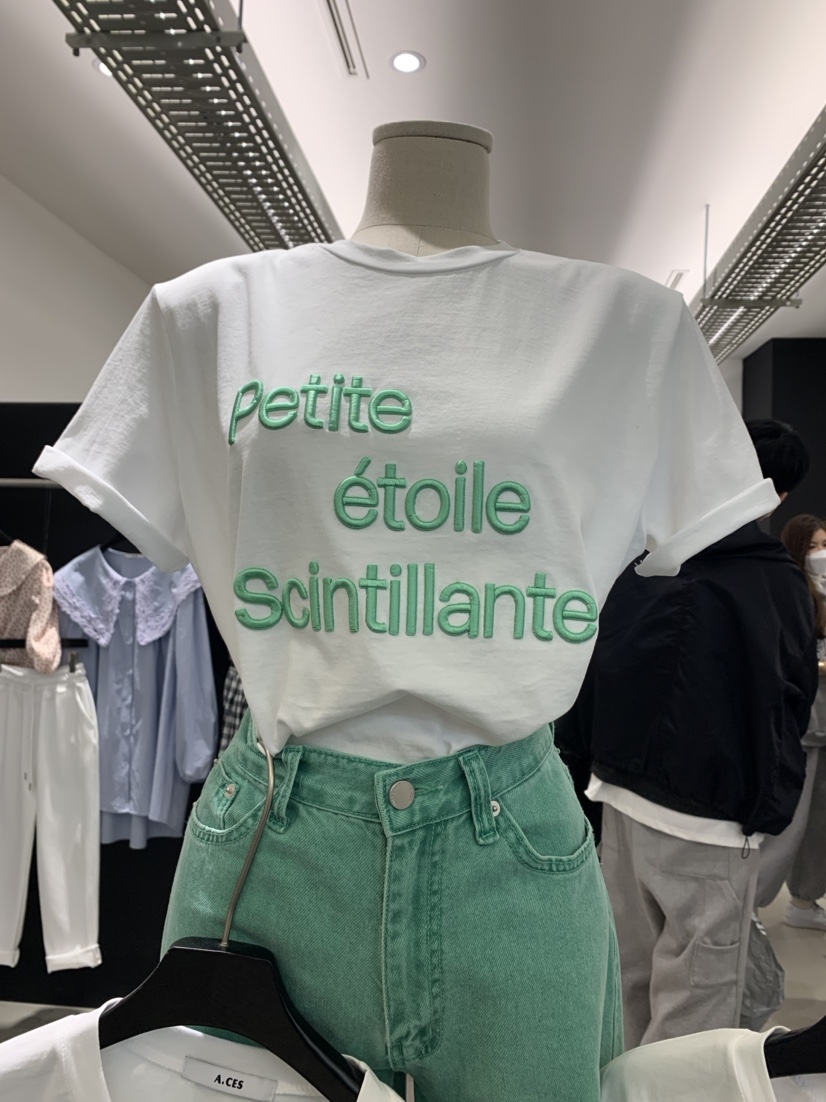 Petite
étoile
Scintillante
A.CES